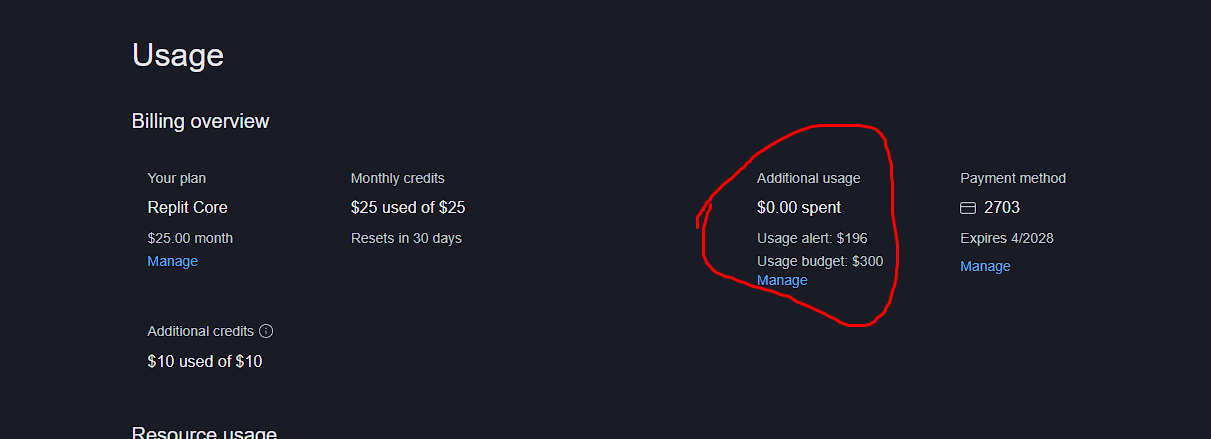 Usage
Billing overview
Your plan
Replit Core
$25.00 month
Manage
Monthly credits
$25 used of $25
Resets in 30 days
Additional usage
$0.00 spent
Usage alert: $196
Usage budget: $300
Manage
Payment method
2703
Expires 4/2028
Manage
Additional credits
$10 used of $10
Resource usage